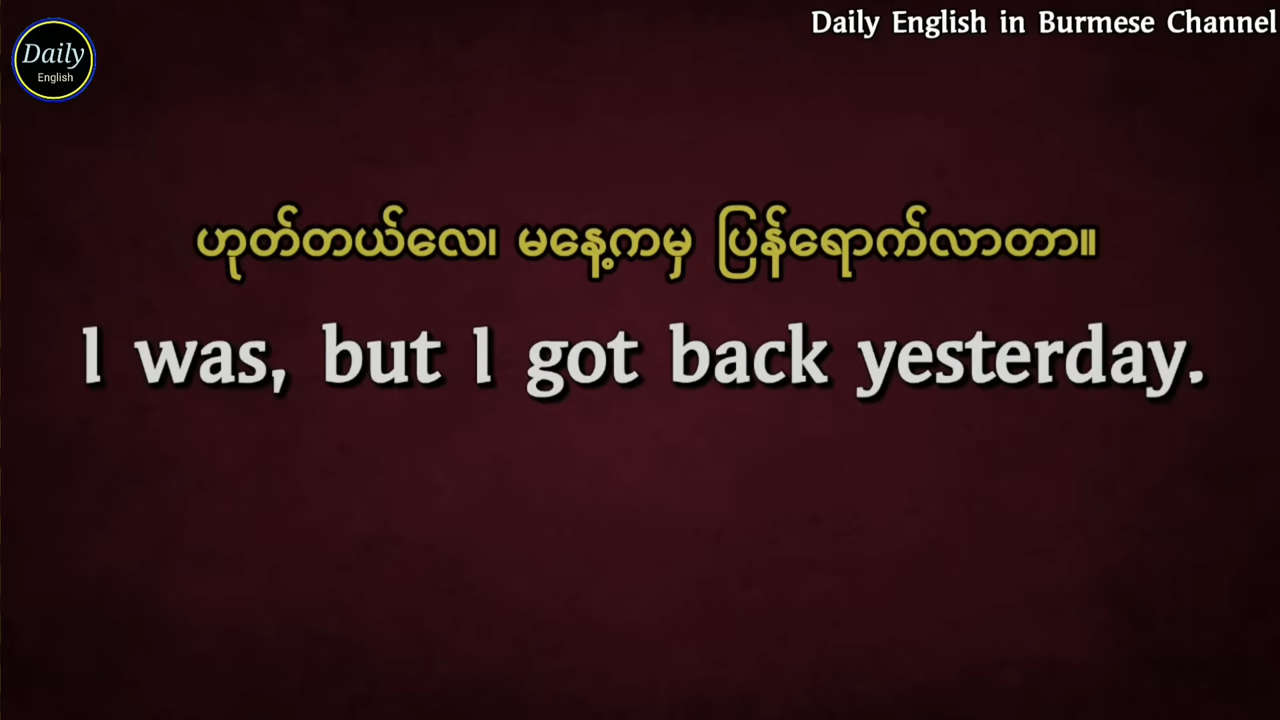 Daily English in Burmese Channel
Daily
English
ဟုတ်တယ်လေ၊ မနေ့ကမှ ပြန်ရောက်လာတာ။
I was, but I got back yesterday.